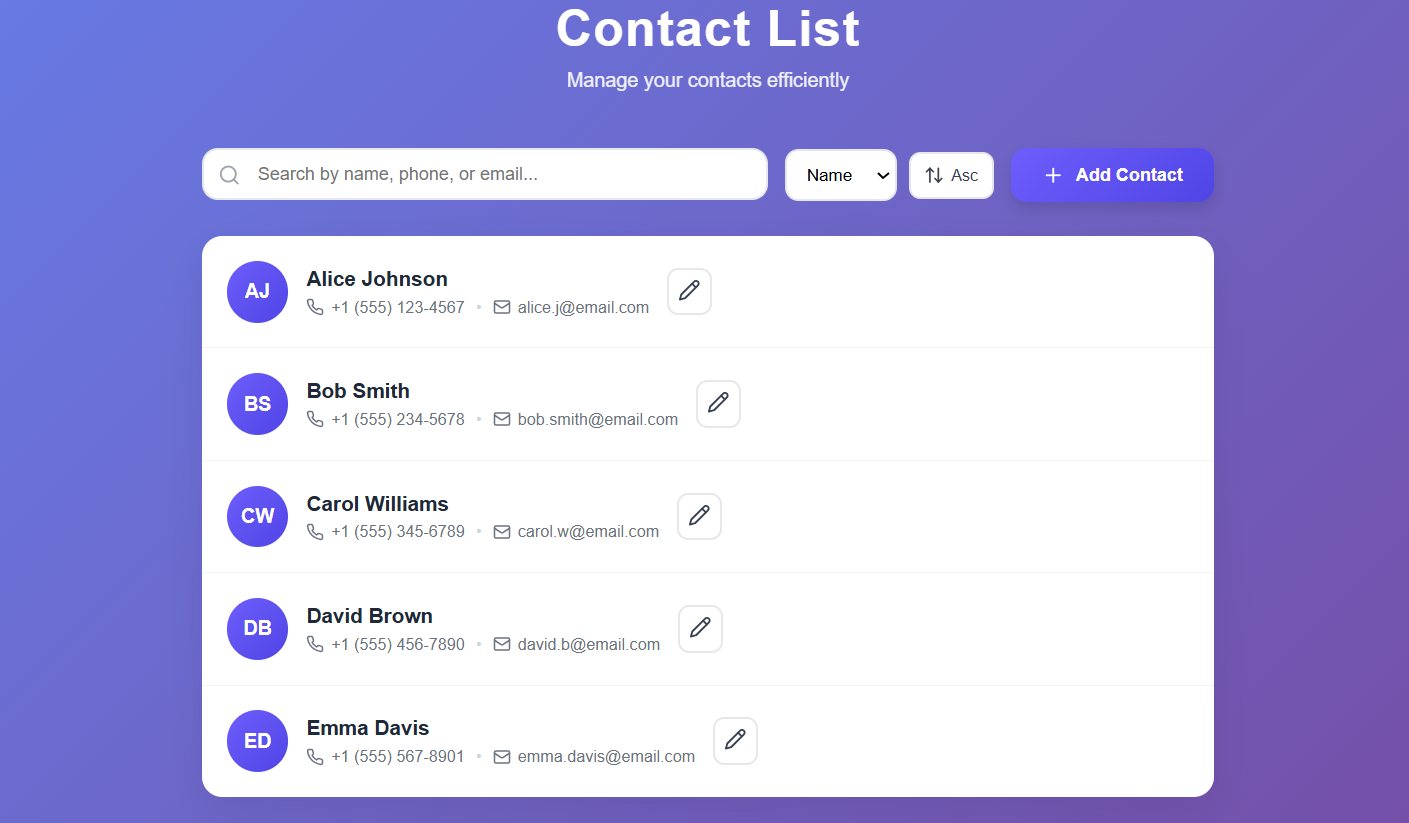 Contact List
Manage your contacts efficiently
Search by name, phone, or email...
Name
Asc
Add Contact
AJ
Alice Johnson
+1 (555) 123-4567 • alice.j@email.com
BS
Bob Smith
+1 (555) 234-5678 • bob.smith@email.com
CW
Carol Williams
+1 (555) 345-6789 • carol.w@email.com
DB
David Brown
+1 (555) 456-7890 • david.b@email.com
ED
Emma Davis
+1 (555) 567-8901 • emma.davis@email.com